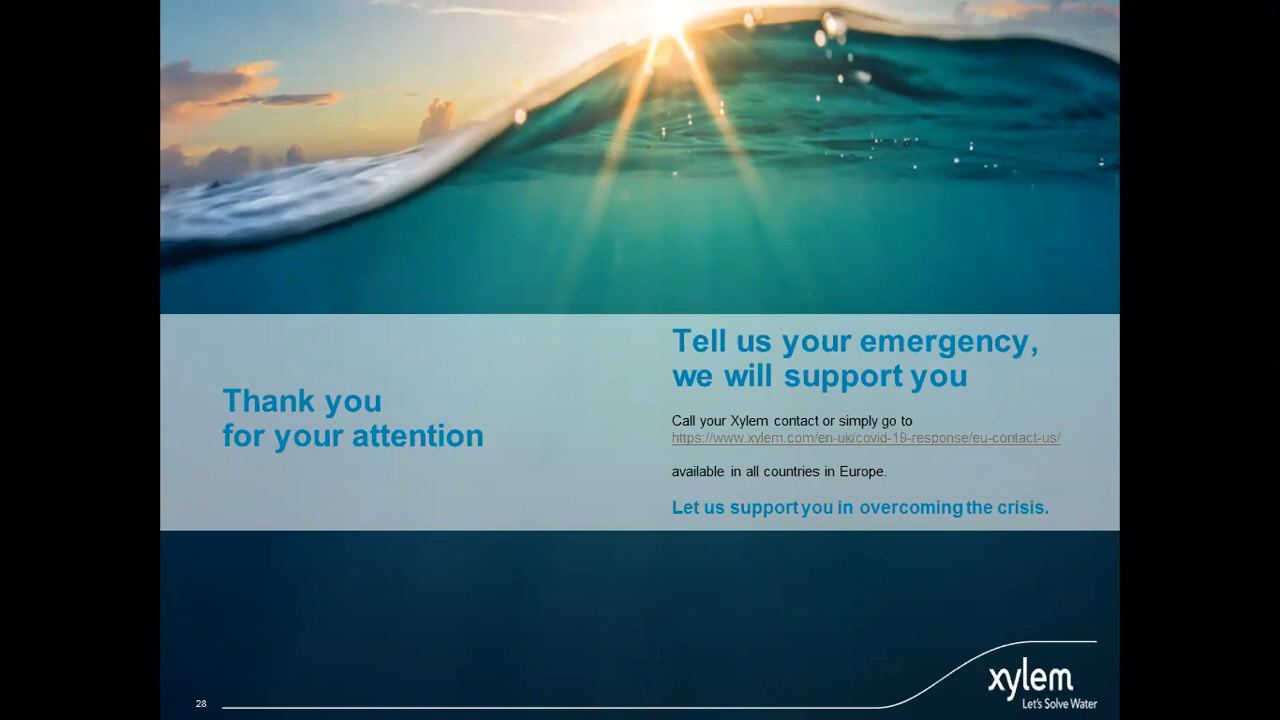 Thank you
for your attention
Tell us your emergency,
we will support you
Call your Xylem contact or simply go to
https://www.xylem.com/en-uk/covid-19-response/eu-contact-us/
available in all countries in Europe.
Let us support you in overcoming the crisis.
28
xylem
Let's Solve Water